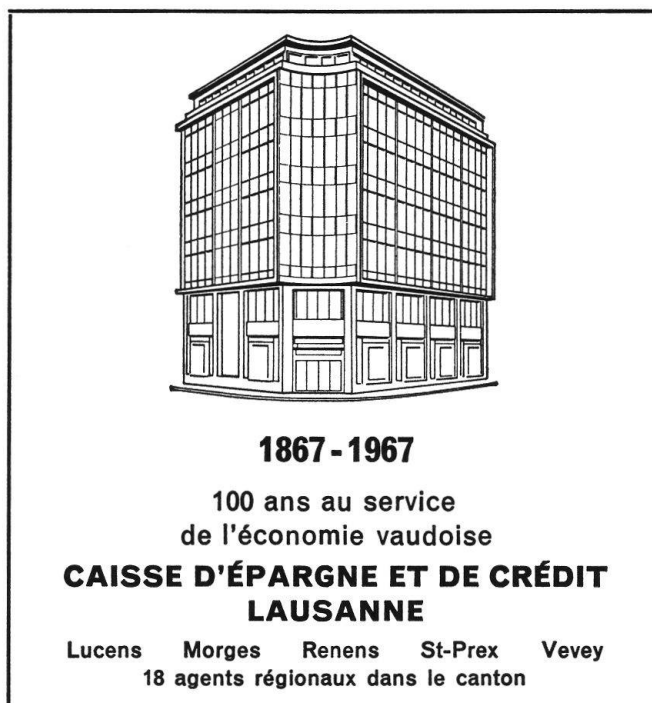 1867 - 1967
100 ans au service
de l'économie vaudoise
CAISSE D'ÉPARGNE ET DE CRÉDIT
LAUSANNE
Lucens Morges Renens St-Prex Vevey
18 agents régionaux dans le canton